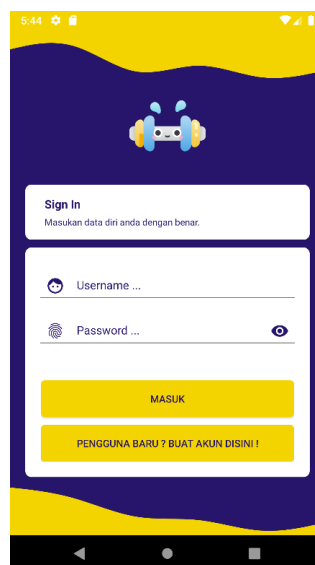 5:44
Sign In
Masukan data diri anda dengan benar.
Username ...
Password ...
MASUK
PENGGUNA BARU ? BUAT AKUN DISINI !